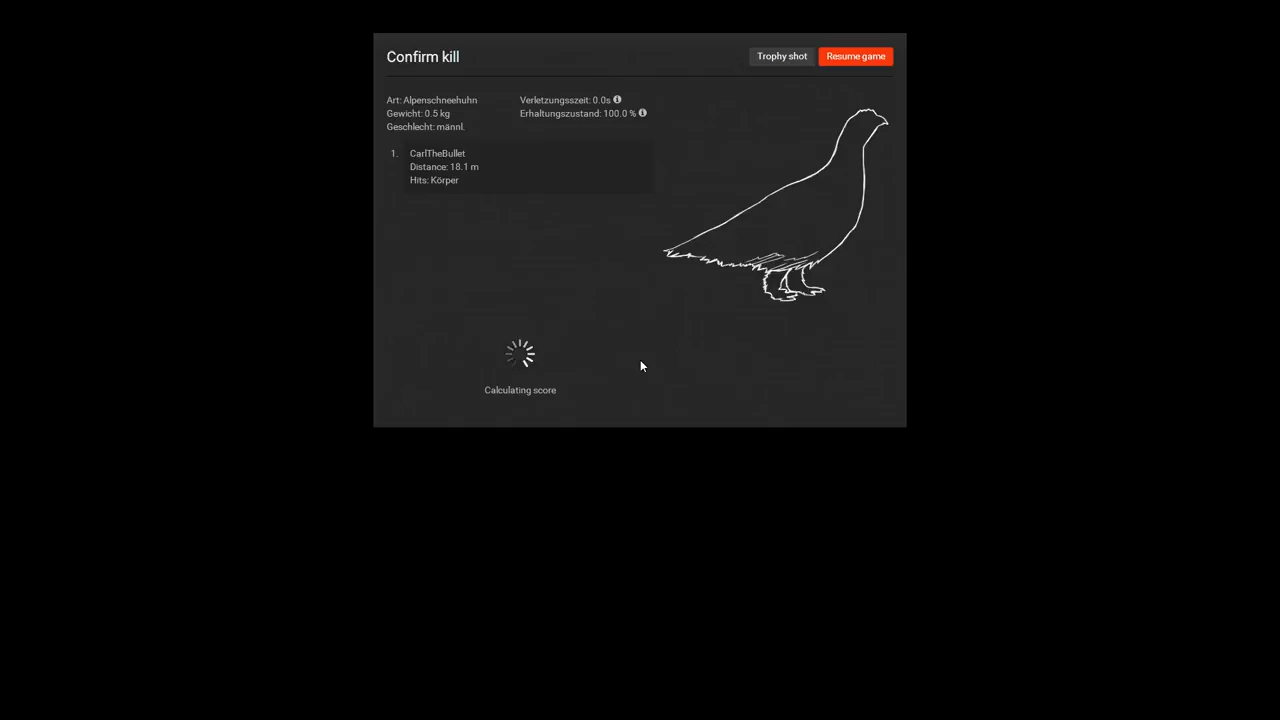 Confirm kill
Trophy shot
Resume game
Art: Alpenschneehuhn
Gewicht: 0.5 kg
Geschlecht: männl.
Verletzungsszeit: 0.0s
Erhaltungszustand: 100.0 %
1. CarlTheBullet
Distance: 18.1 m
Hits: Körper
Calculating score